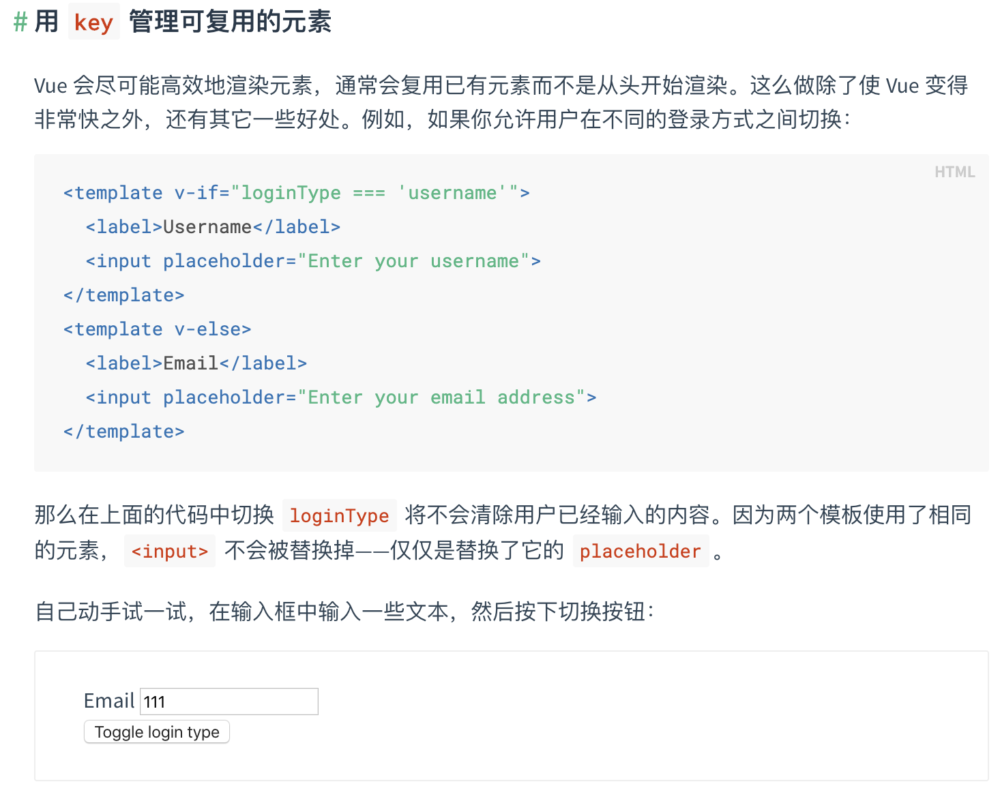 # 用 key 管理可复用的元素
Vue 会尽可能高效地渲染元素，通常会复用已有元素而不是从头开始渲染。这么做除了使 Vue 变得
非常快之外，还有其它一些好处。例如，如果你允许用户在不同的登录方式之间切换：
HTML
<template v-if="loginType === 'username'">
  <label>Username</label>
  <input placeholder="Enter your username">
</template>
<template v-else>
  <label>Email</label>
  <input placeholder="Enter your email address">
</template>
那么在上面的代码中切换 loginType 将不会清除用户已经输入的内容。因为两个模板使用了相同
的元素，<input> 不会被替换掉——仅仅是替换了它的 placeholder 。
自己动手试一试，在输入框中输入一些文本，然后按下切换按钮：
Email 111
Toggle login type